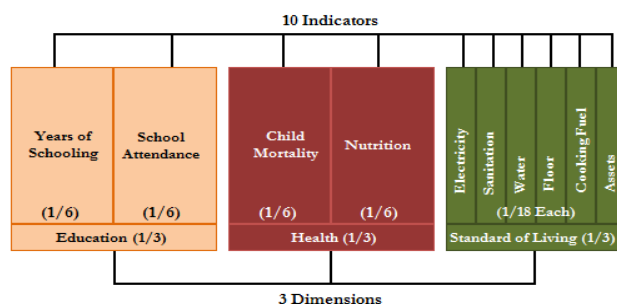 10 Indicators
Years of
Schooling
(1/6)
School
Attendance
(1/6)
Education (1/3)
Child
Mortality
(1/6)
Nutrition
(1/6)
Health (1/3)
Electricity
Sanitation
Water
Floor
Cooking Fuel
Assets
(1/18 Each)
Standard of Living (1/3)
3 Dimensions